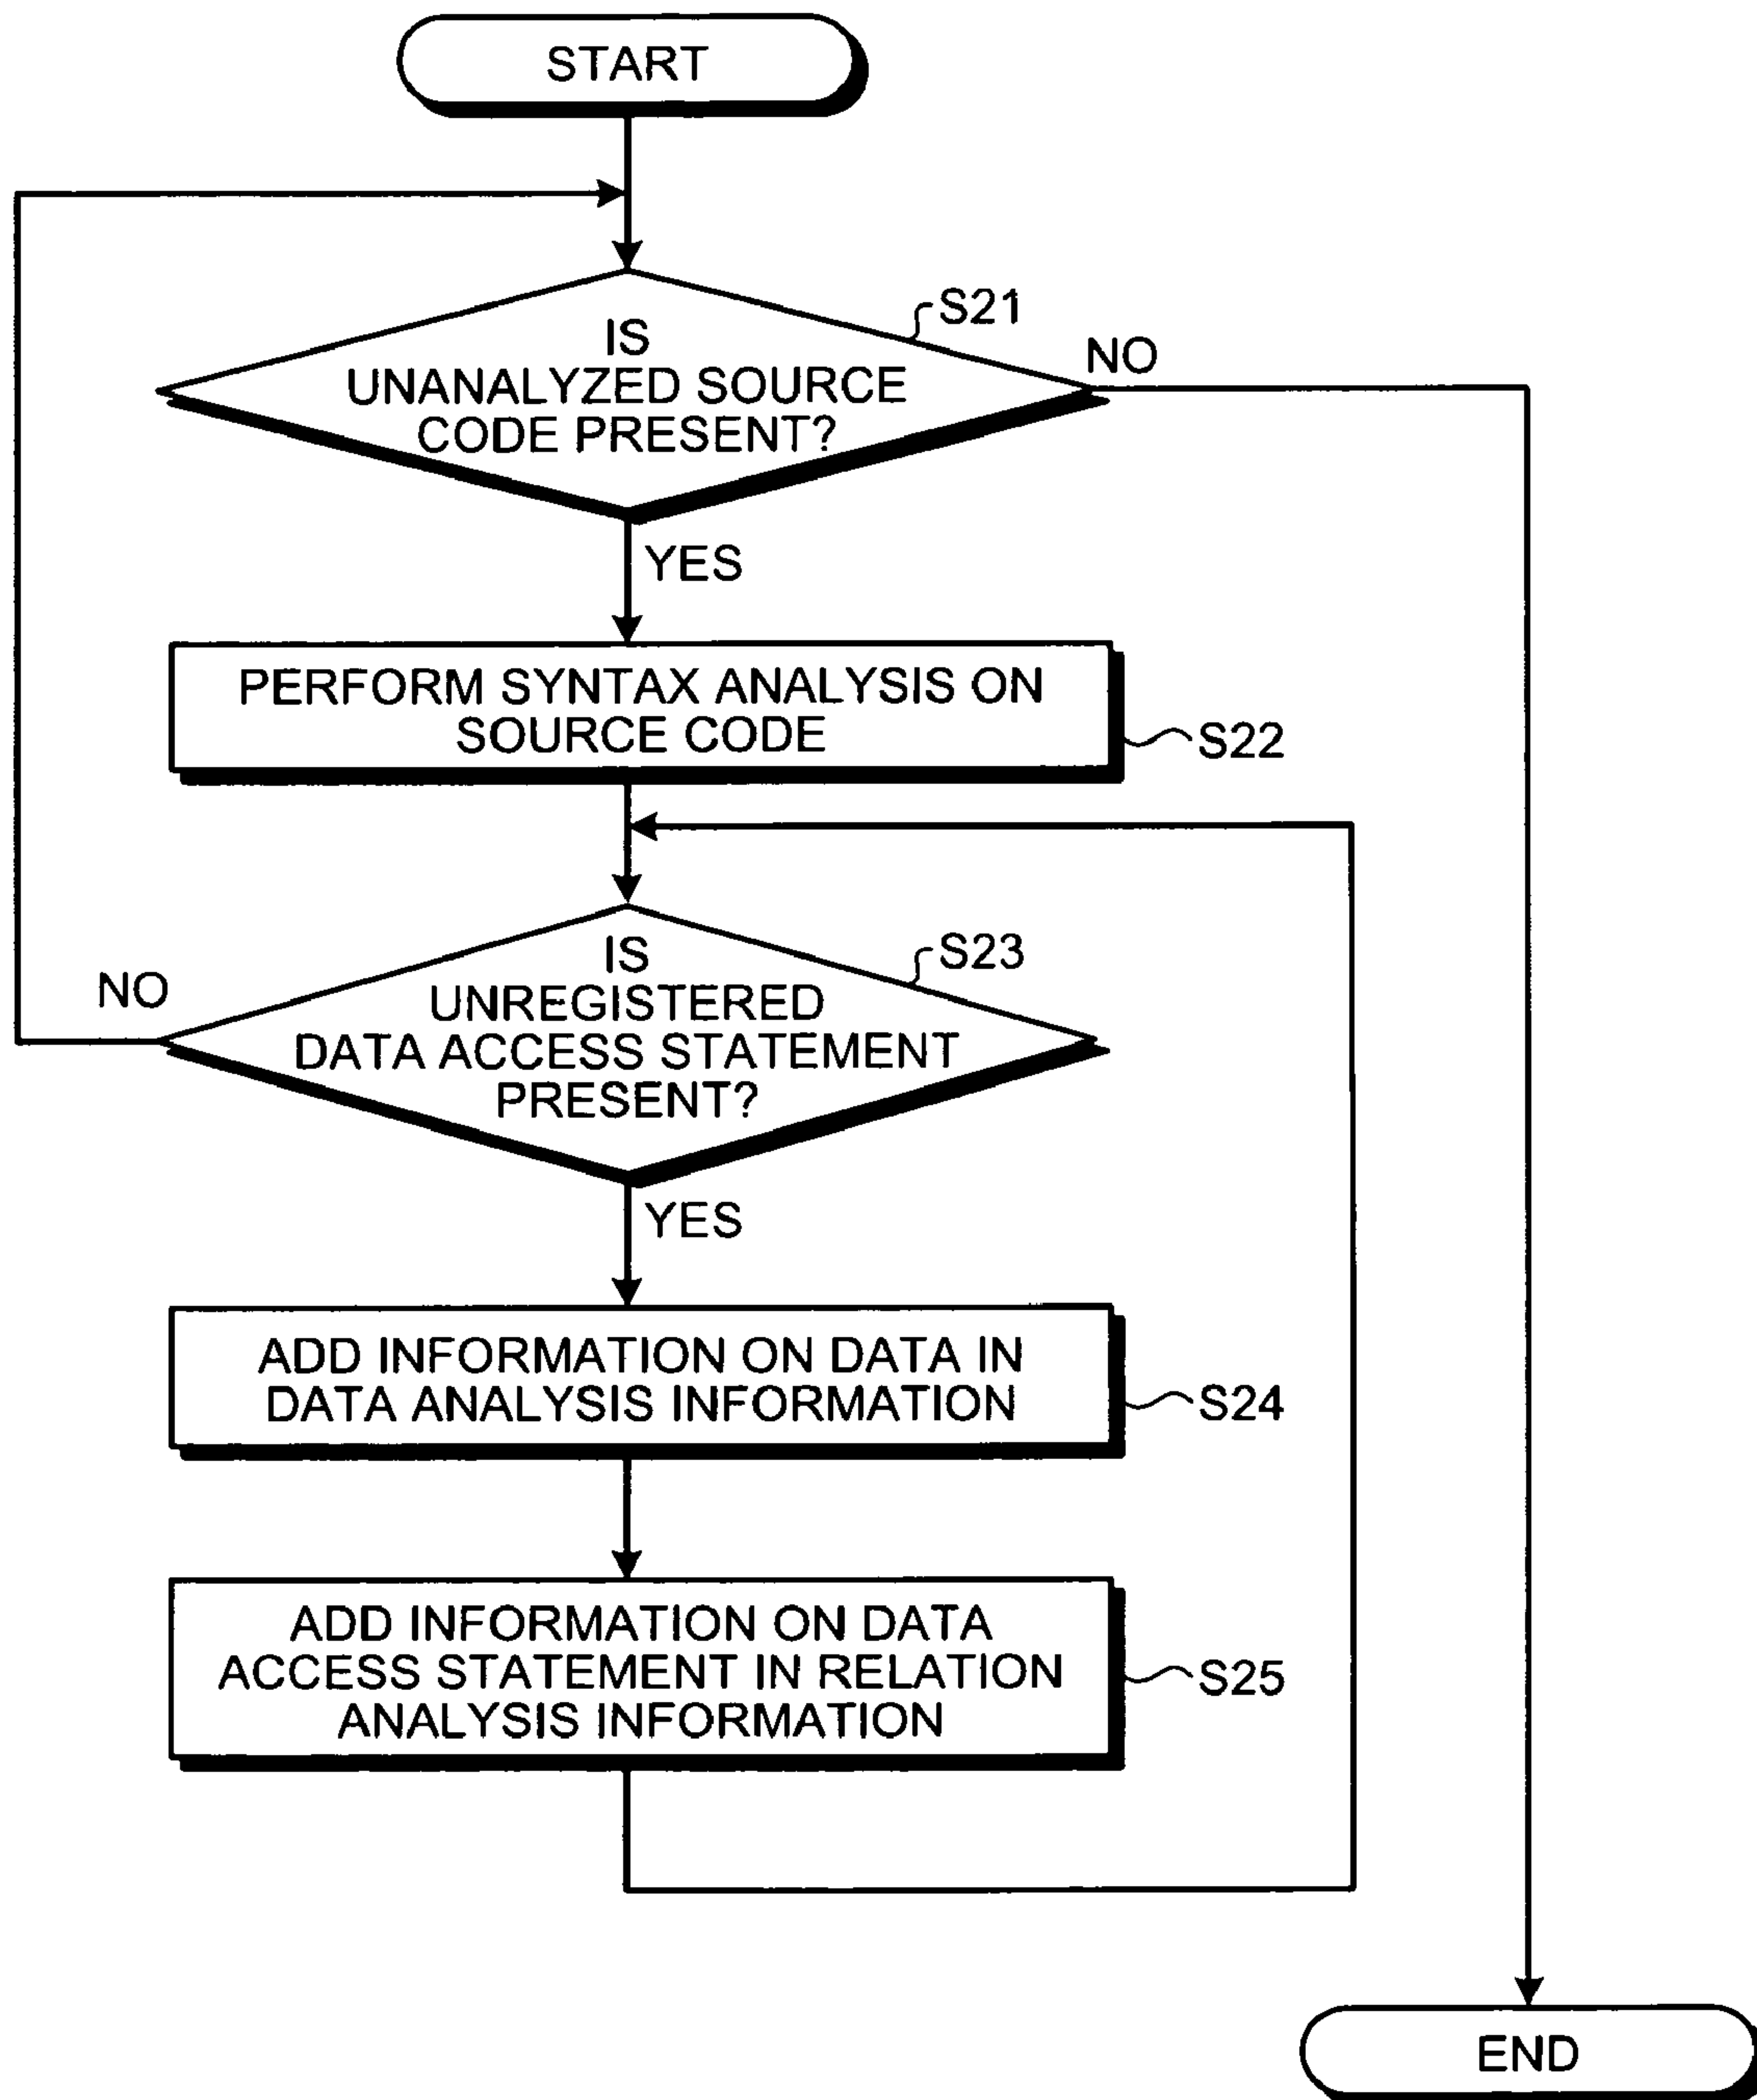 START
S21
IS
UNANALYZED SOURCE
CODE PRESENT?
NO
YES
PERFORM SYNTAX ANALYSIS ON
SOURCE CODE
S22
S23
IS
UNREGISTERED
DATA ACCESS STATEMENT
PRESENT?
NO
YES
ADD INFORMATION ON DATA IN
DATA ANALYSIS INFORMATION
S24
ADD INFORMATION ON DATA
ACCESS STATEMENT IN RELATION
ANALYSIS INFORMATION
S25
END